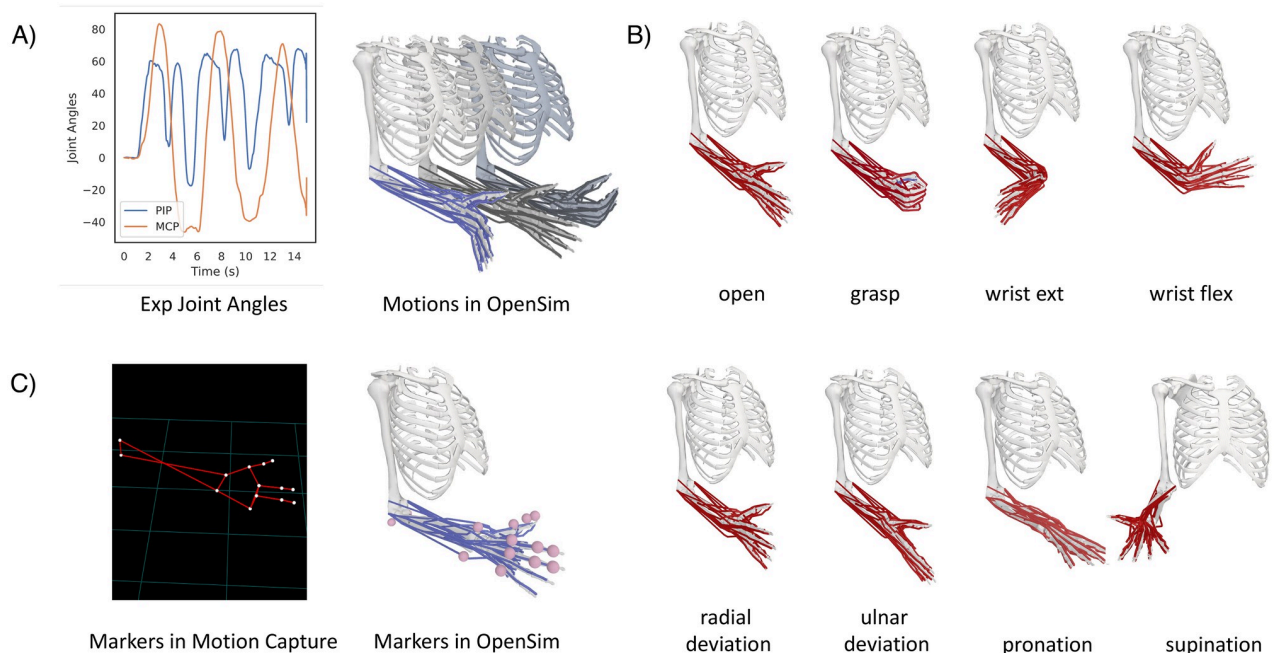 A)
80
60
40
20
0
−20
−40
Joint Angles
PIP
MCP
0 2 4 6 8 10 12 14
Time (s)
Exp Joint Angles
Motions in OpenSim
B)
open
grasp
wrist ext
wrist flex
C)
Markers in Motion Capture
Markers in OpenSim
radial
deviation
ulnar
deviation
pronation
supination